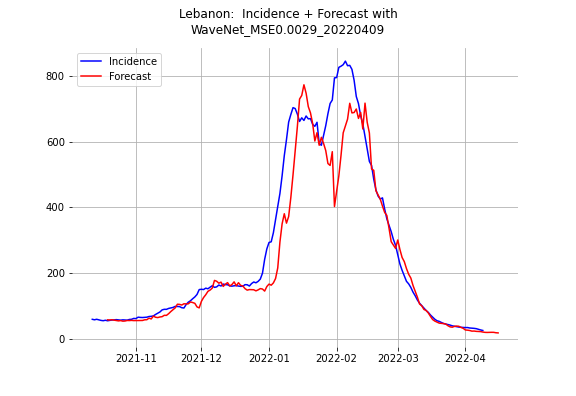 Lebanon:  Incidence + Forecast with
WaveNet_MSE0.0029_20220409
Incidence
Forecast
800
600
400
200
0
2021-11
2021-12
2022-01
2022-02
2022-03
2022-04